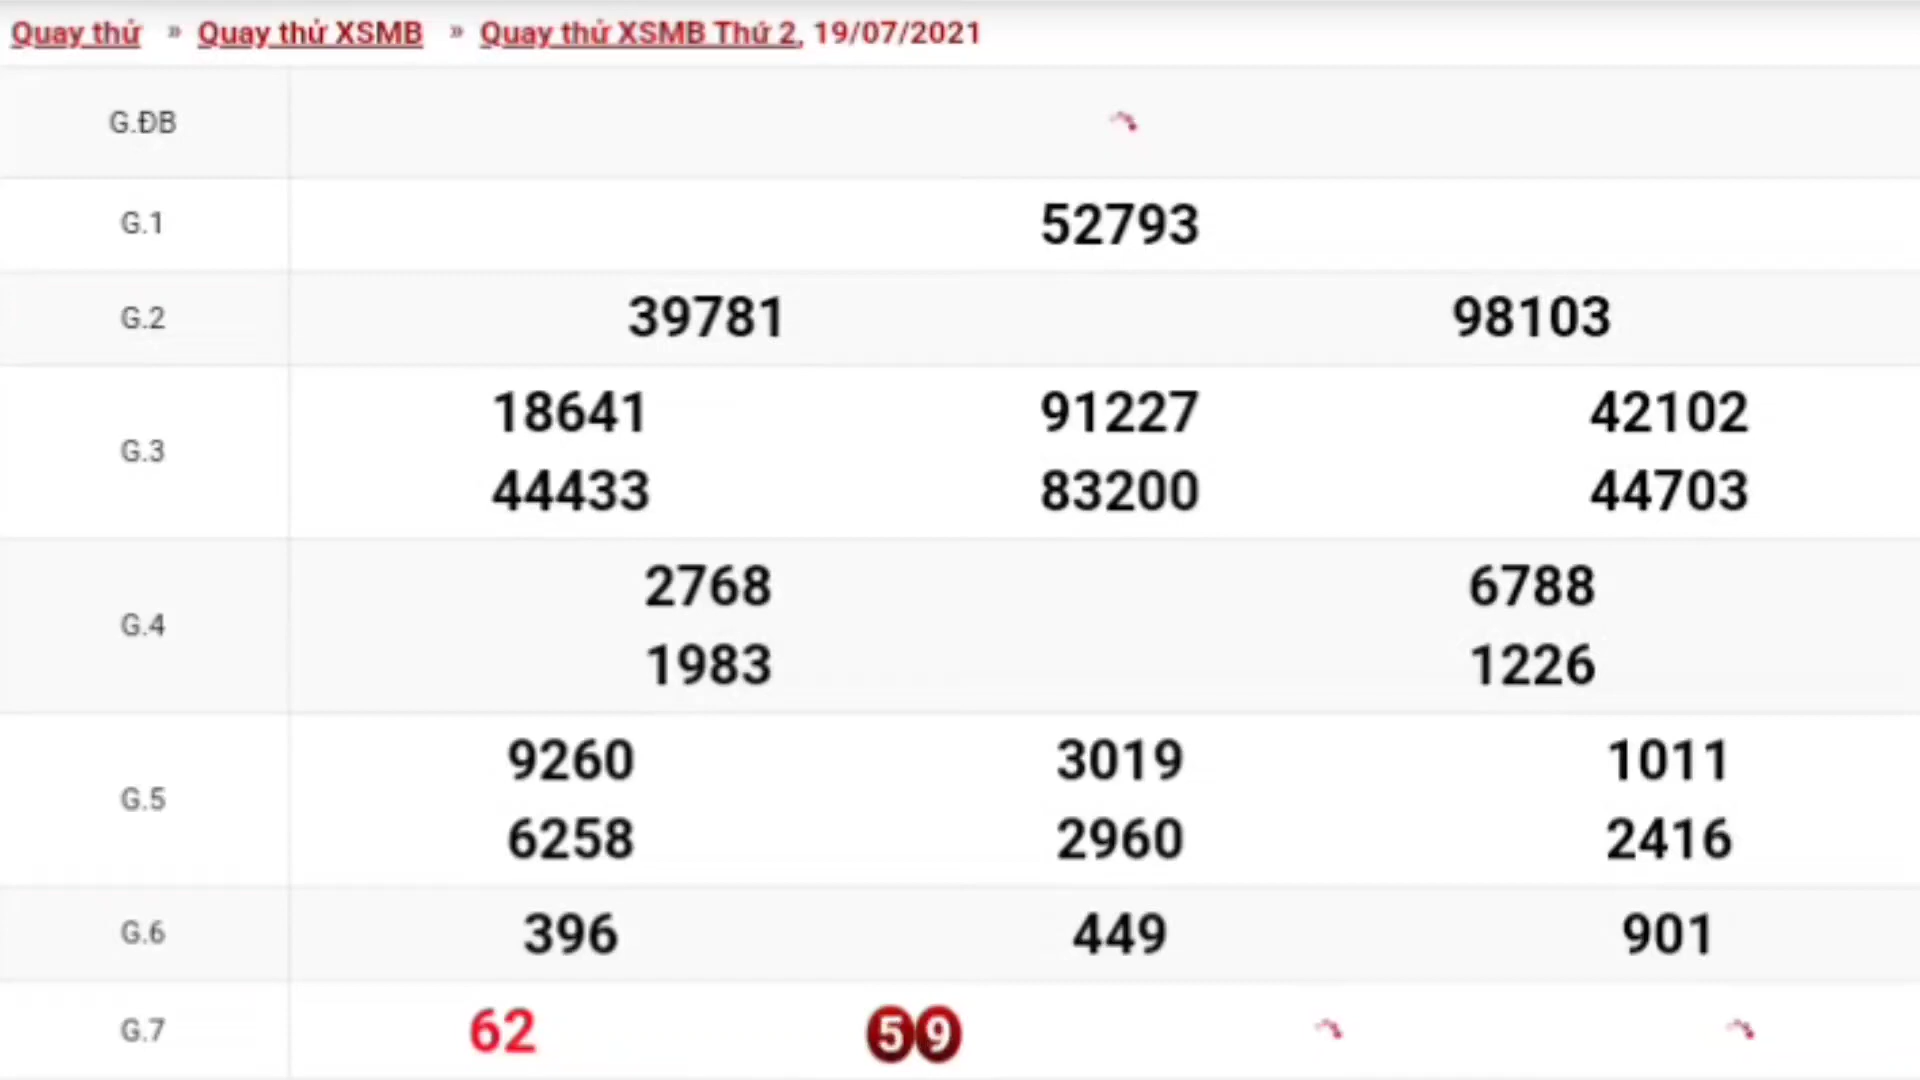 Quay thử » Quay thử XSMB » Quay thử XSMB Thứ 2, 19/07/2021
G.ĐB
G.1 52793
G.2 39781 98103
G.3 18641 91227 42102
44433 83200 44703
G.4 2768 6788
1983 1226
G.5 9260 3019 1011
6258 2960 2416
G.6 396 449 901
G.7 62 59